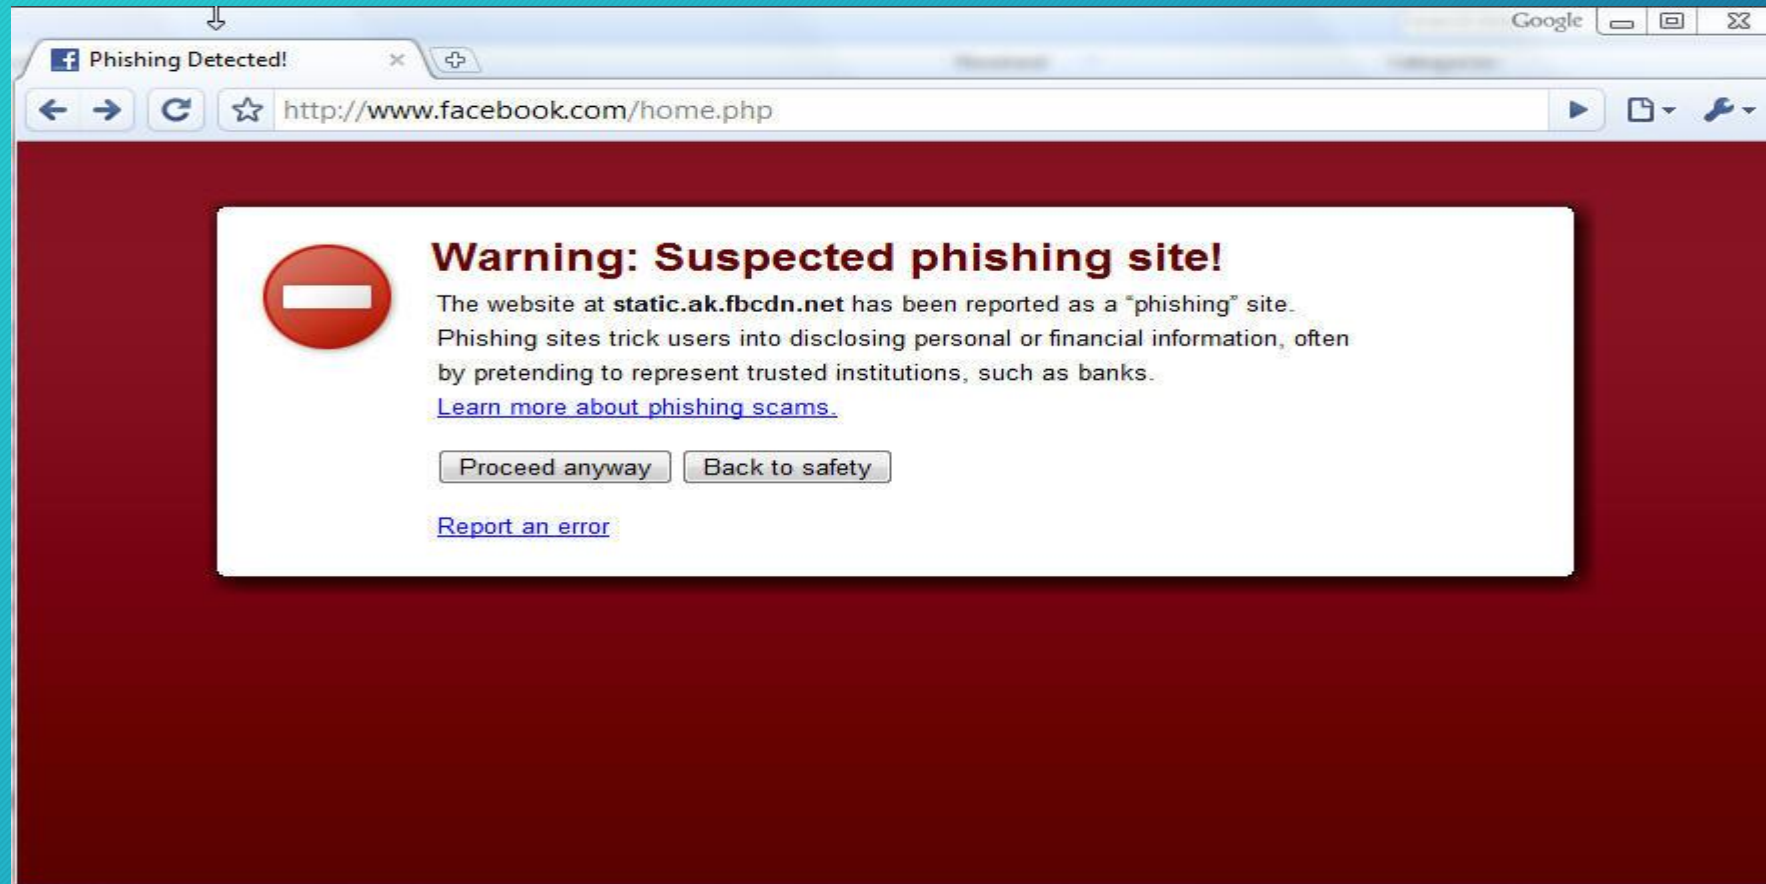 Google
Phishing Detected!
http://www.facebook.com/home.php
Warning: Suspected phishing site!
The website at static.ak.fbcdn.net has been reported as a “phishing” site.
Phishing sites trick users into disclosing personal or financial information, often
by pretending to represent trusted institutions, such as banks.
Learn more about phishing scams.
Proceed anyway Back to safety
Report an error